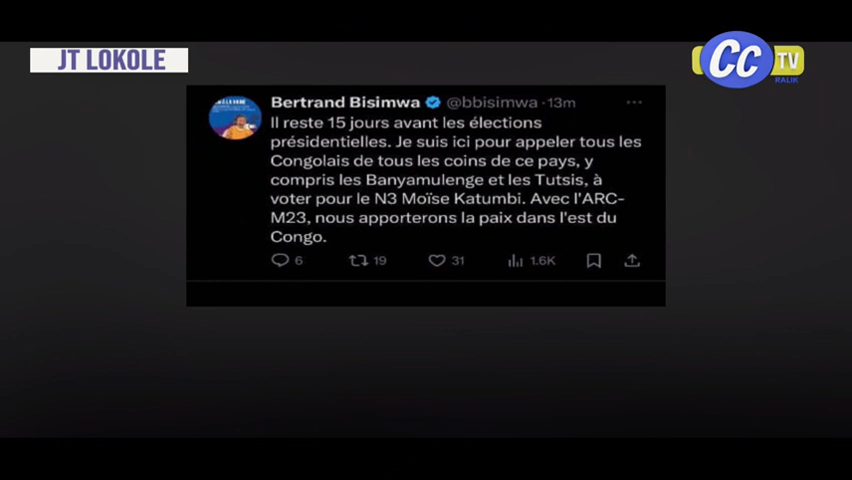 JT LOKOLE
CC TV
RALIK
Bertrand Bisimwa @bbisimwa · 13m
Il reste 15 jours avant les élections
présidentielles. Je suis ici pour appeler tous les
Congolais de tous les coins de ce pays, y
compris les Banyamulenge et les Tutsis, à
voter pour le N3 Moïse Katumbi. Avec l'ARC-
M23, nous apporterons la paix dans l'est du
Congo.
6 19 31 1.6K